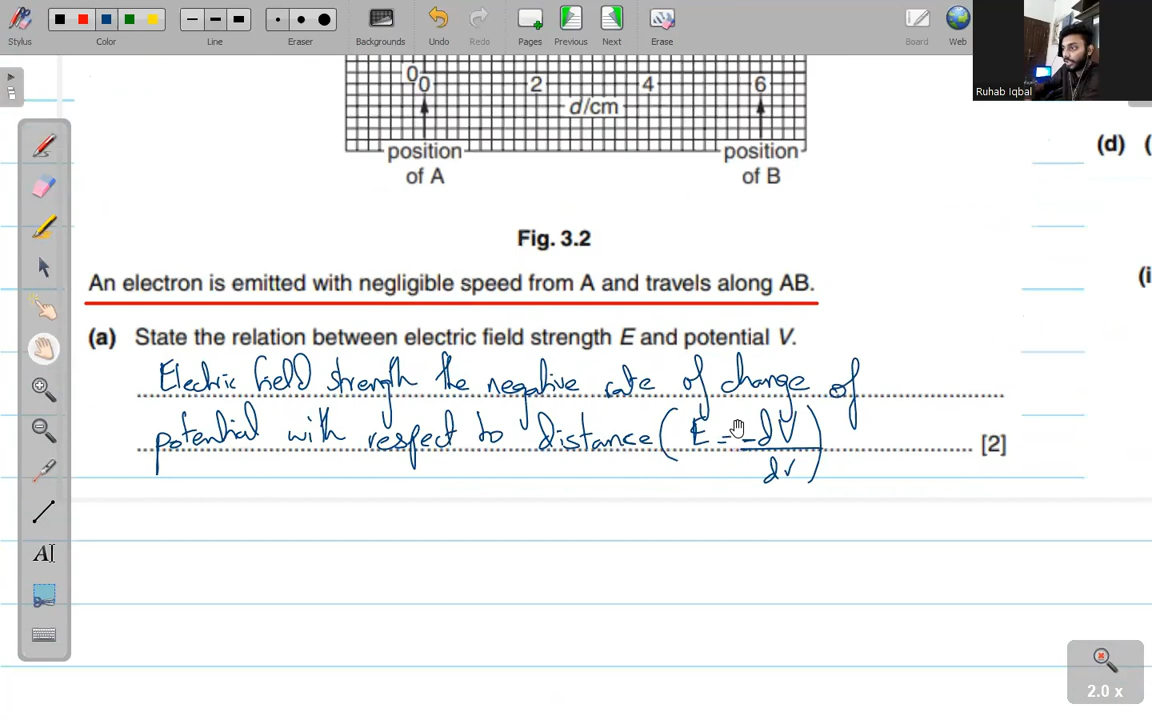 Stylus
Color
Line
Eraser
Backgrounds
Undo
Redo
Pages
Previous
Next
Erase
Board
Web
Ruhab Iqbal
0
0 2 4 6
d/cm
position of A
position of B
Fig. 3.2
An electron is emitted with negligible speed from A and travels along AB.
(a) State the relation between electric field strength E and potential V.
Electric field strength the negative rate of change of
potential with respect to distance ( E = -dV/dr ) [2]
(d) (
(i
AI
2.0 x